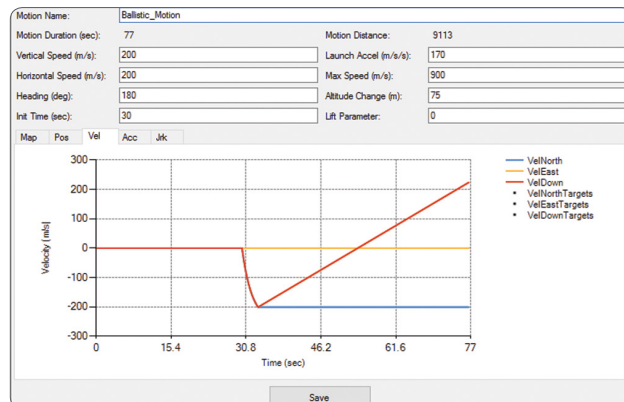 Motion Name: Ballistic_Motion
Motion Duration (sec): 77 Motion Distance: 9113
Vertical Speed (m/s): 200 Launch Accel (m/s/s): 170
Horizontal Speed (m/s): 200 Max Speed (m/s): 900
Heading (deg): 180 Altitude Change (m): 75
Init Time (sec): 30 Lift Parameter: 0
Map Pos Vel Acc Jrk
300
200
100
0
-100
-200
-300
Velocity [m/s]
0 15.4 30.8 46.2 61.6 77
Time (sec)
VelNorth
VelEast
VelDown
VelNorthTargets
VelEastTargets
VelDownTargets
Save